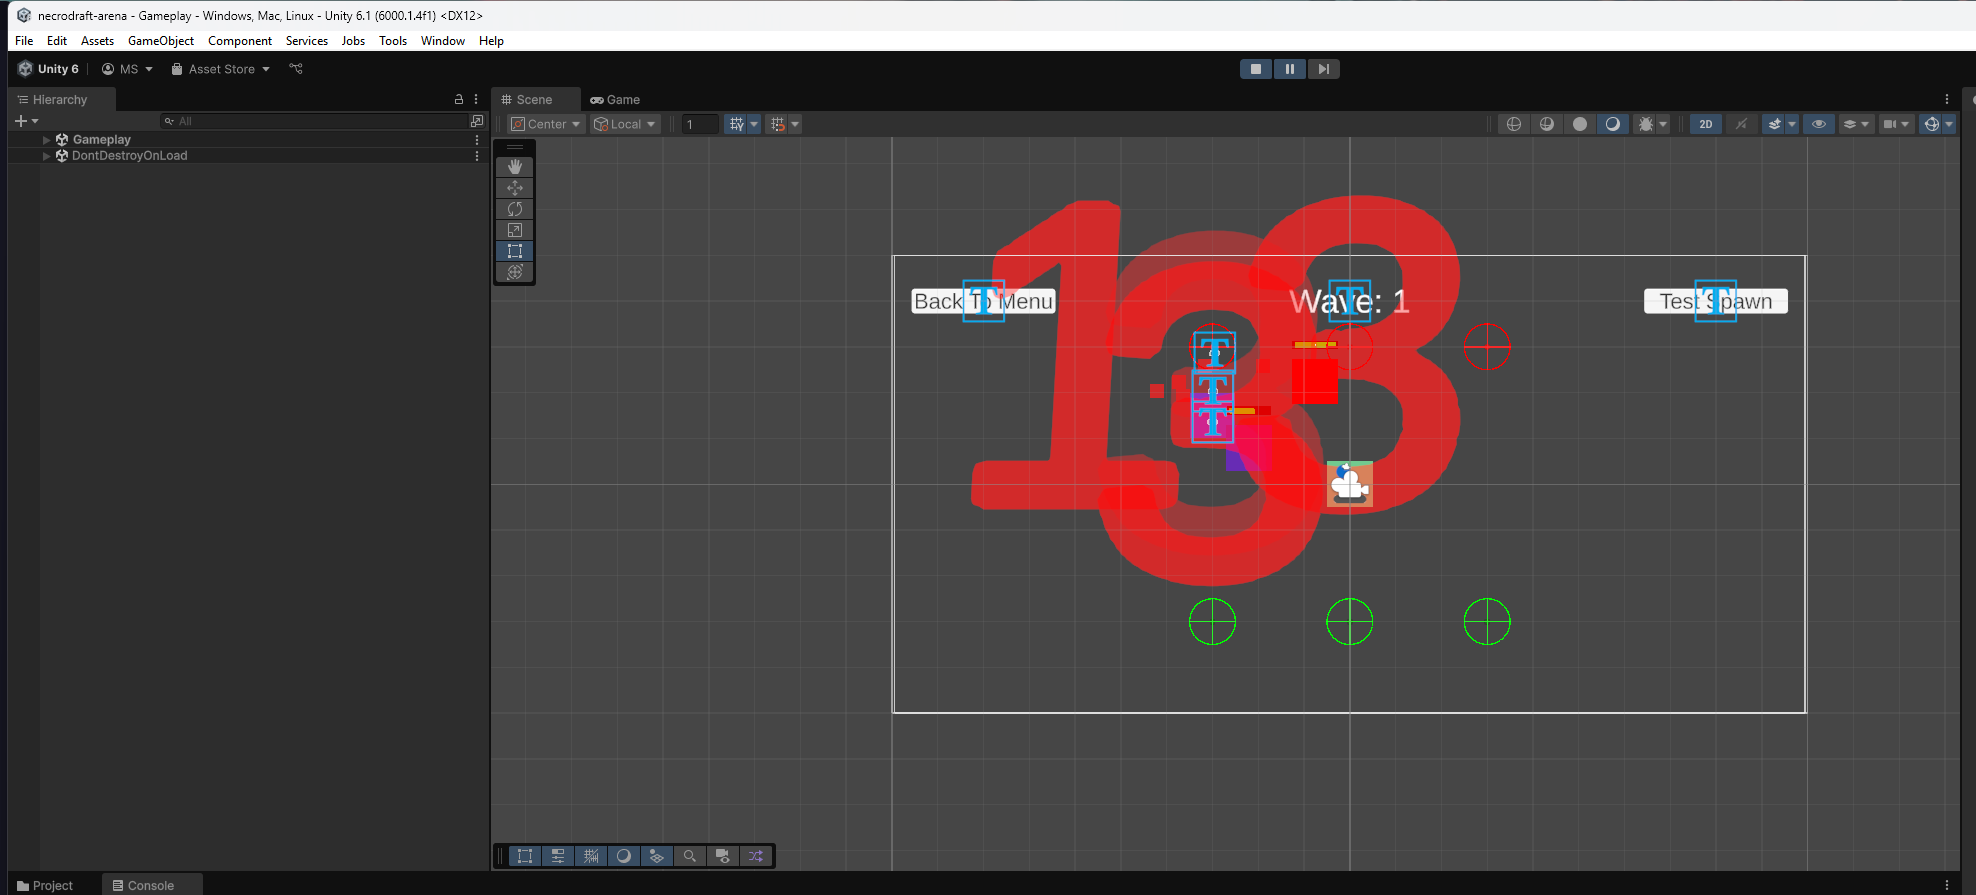 necrodraft-arena - Gameplay - Windows, Mac, Linux - Unity 6.1 (6000.1.4f1) <DX12>
File Edit Assets GameObject Component Services Jobs Tools Window Help
Unity 6 MS Asset Store
Hierarchy
All
Gameplay
DontDestroyOnLoad
Scene Game
Center Local 1 2D
Back To Menu
Wave: 1
Test Spawn
Project Console